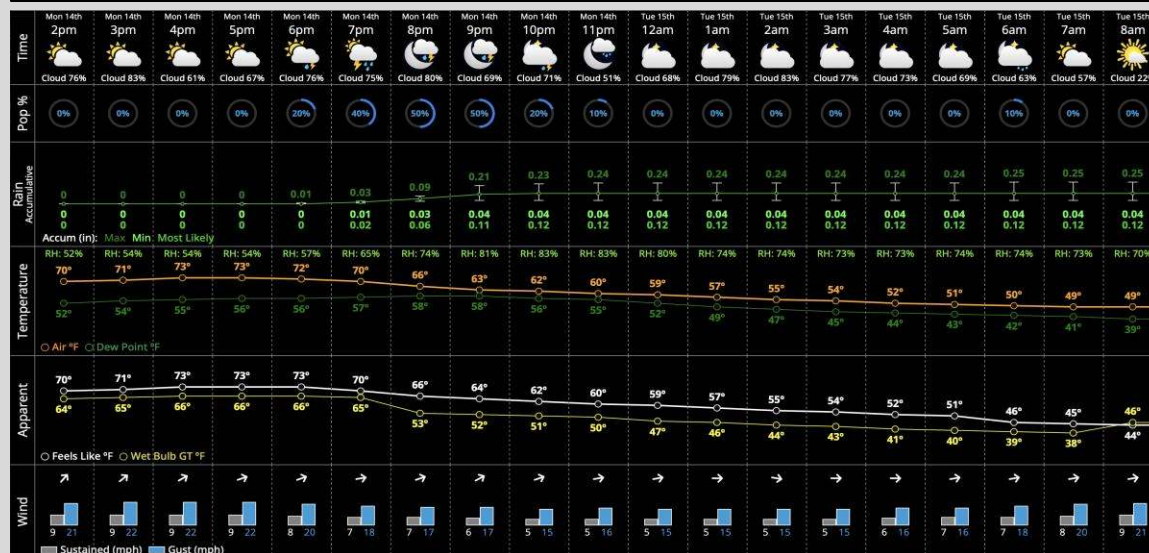 Time
Mon 14th Mon 14th Mon 14th Mon 14th Mon 14th Mon 14th Mon 14th Mon 14th Mon 14th Mon 14th Tue 15th Tue 15th Tue 15th Tue 15th Tue 15th Tue 15th Tue 15th Tue 15th Tue 15th
2pm 3pm 4pm 5pm 6pm 7pm 8pm 9pm 10pm 11pm 12am 1am 2am 3am 4am 5am 6am 7am 8am
Cloud 76% Cloud 83% Cloud 61% Cloud 67% Cloud 76% Cloud 75% Cloud 80% Cloud 69% Cloud 71% Cloud 51% Cloud 68% Cloud 79% Cloud 83% Cloud 77% Cloud 73% Cloud 69% Cloud 63% Cloud 57% Cloud 22%
Pop %
0% 0% 0% 0% 20% 40% 50% 50% 20% 10% 0% 0% 0% 0% 0% 0% 10% 0% 0%
Rain
Accumulative
0 0 0 0 0.01 0.03 0.09 0.21 0.23 0.24 0.24 0.24 0.24 0.24 0.24 0.24 0.25 0.25 0.25
0 0 0 0 0 0.01 0.03 0.04 0.04 0.04 0.04 0.04 0.04 0.04 0.04 0.04 0.04 0.04 0.04
0 0 0 0 0 0.02 0.06 0.11 0.12 0.12 0.12 0.12 0.12 0.12 0.12 0.12 0.12 0.12 0.12
Accum (in): Max Min Most Likely
Temperature
RH: 52% RH: 54% RH: 54% RH: 54% RH: 57% RH: 65% RH: 74% RH: 81% RH: 83% RH: 83% RH: 80% RH: 74% RH: 74% RH: 73% RH: 73% RH: 74% RH: 74% RH: 73% RH: 70%
70° 71° 73° 73° 72° 70° 66° 63° 62° 60° 59° 57° 55° 54° 52° 51° 50° 49° 49°
52° 54° 55° 56° 56° 57° 58° 58° 56° 55° 52° 49° 47° 45° 44° 43° 42° 41° 39°
Air °F Dew Point °F
Apparent
70° 71° 73° 73° 73° 70° 66° 64° 62° 60° 59° 57° 55° 54° 52° 51° 46° 45° 46°
64° 65° 66° 66° 66° 65° 53° 52° 51° 50° 47° 46° 44° 43° 41° 40° 39° 38° 44°
Feels Like °F Wet Bulb GT °F
Wind
9 21 9 22 9 22 9 22 8 20 7 18 7 17 6 17 5 15 5 16 5 15 5 15 5 15 5 15 6 16 7 16 7 18 8 20 9 21
Sustained (mph) Gust (mph)